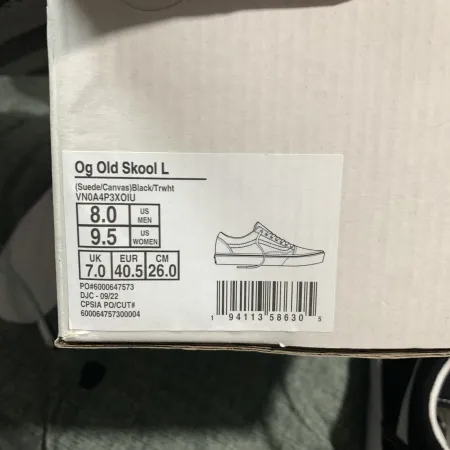 Og Old Skool L
(Suede/Canvas)Black/Trwht
VN0A4P3XOIU
8.0 US MEN
9.5 US WOMEN
UK EUR CM
7.0 40.5 26.0
PO#6000647573
DJC - 09/22
CPSIA PO/CUT#
600064757300004
1 94113 58630 5